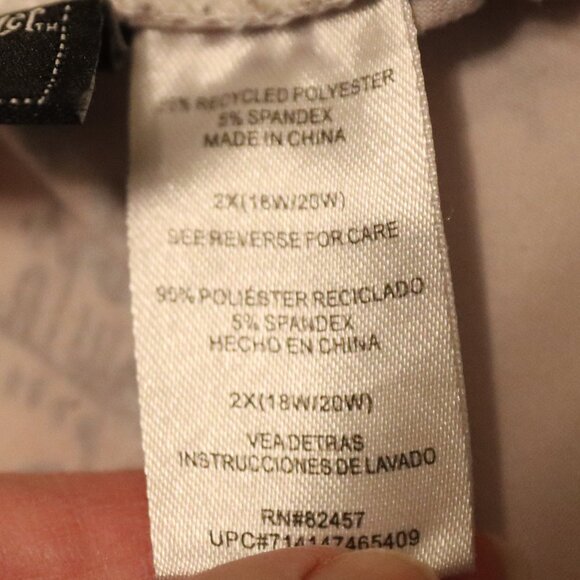 RECYCLED POLYESTER
5% SPANDEX
MADE IN CHINA
2X(18W/20W)
SEE REVERSE FOR CARE
95% POLIÉSTER RECICLADO
5% SPANDEX
HECHO EN CHINA
2X(18W/20W)
VEA DETRAS
INSTRUCCIONES DE LAVADO
RN#82457
UPC#714147465409